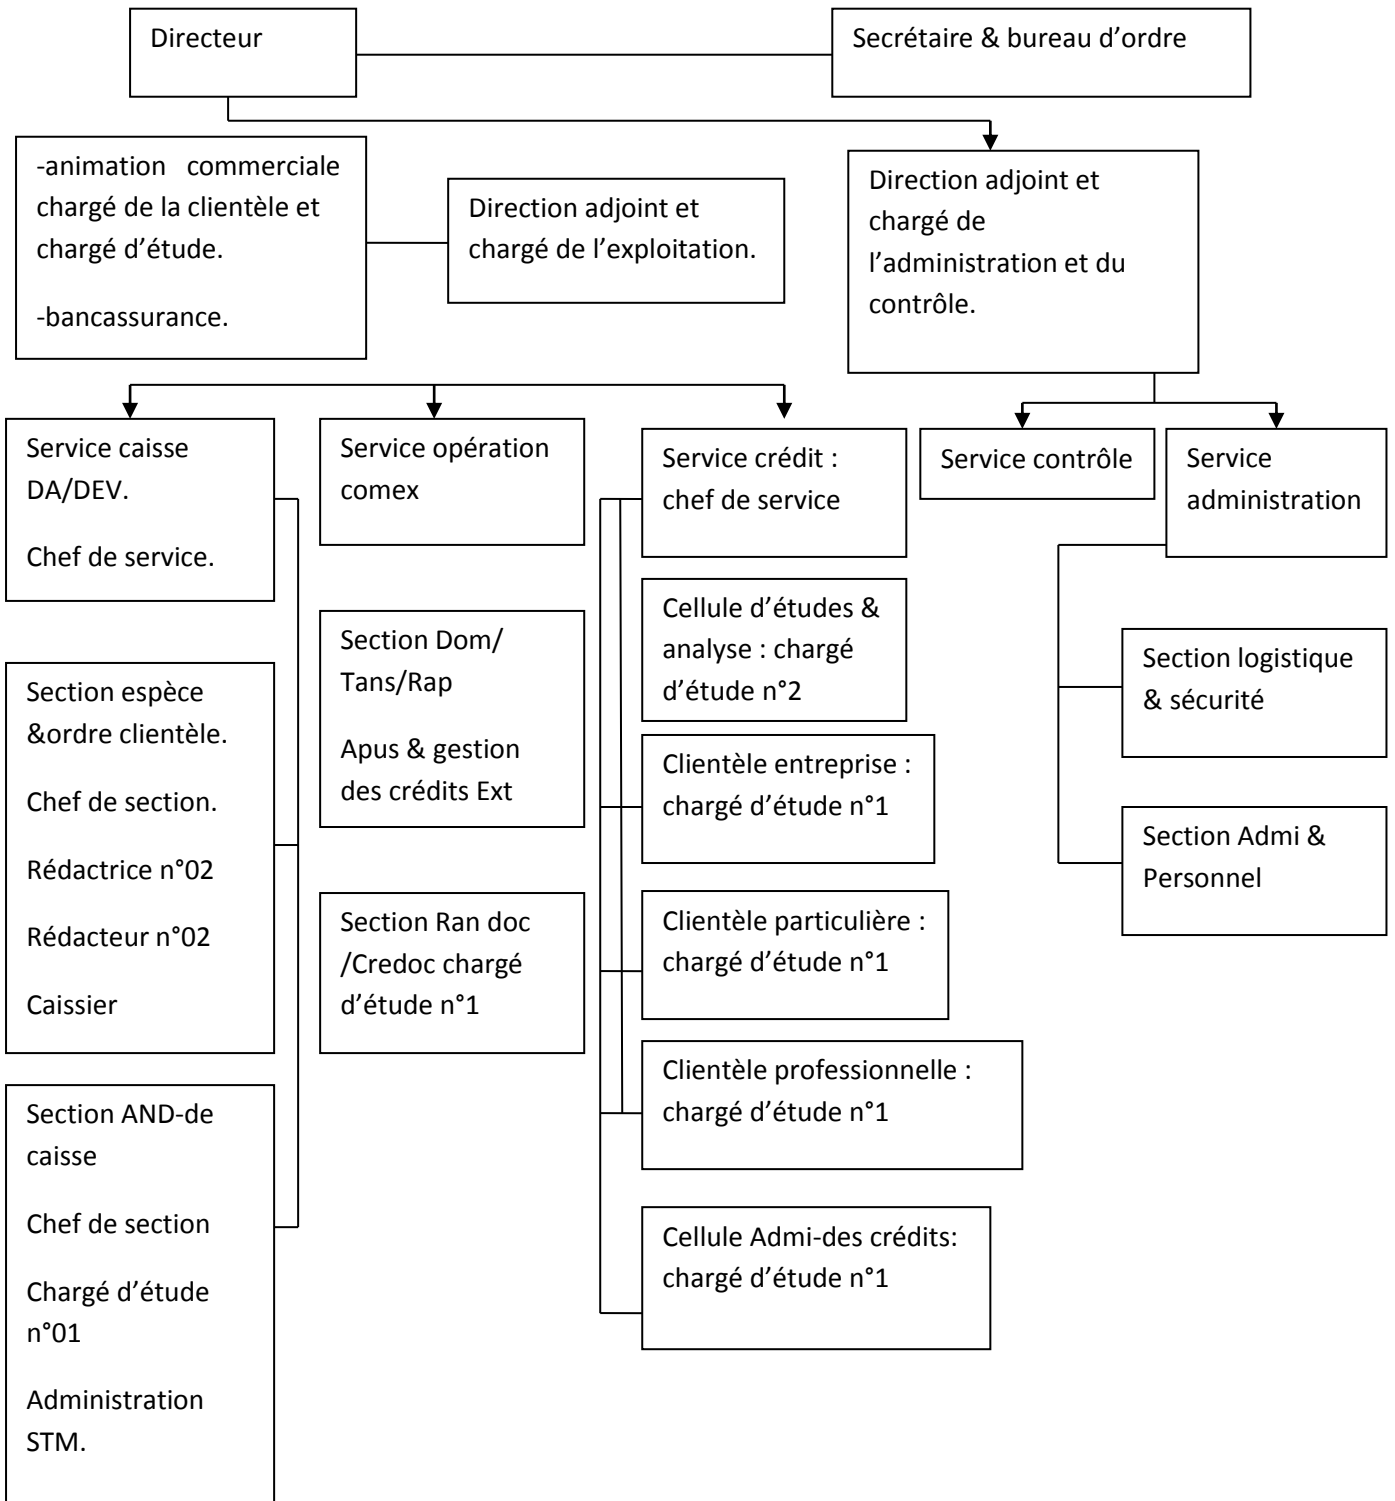 Directeur
Secrétaire & bureau d’ordre
-animation commerciale
chargé de la clientèle et
chargé d’étude.
-bancassurance.
Direction adjoint et
chargé de l’exploitation.
Direction adjoint et
chargé de
l’administration et du
contrôle.
Service caisse
DA/DEV.
Chef de service.
Service opération
comex
Service crédit :
chef de service
Service contrôle
Service
administration
Section espèce
&ordre clientèle.
Chef de section.
Rédactrice n°02
Rédacteur n°02
Caissier
Section AND-de
caisse
Chef de section
Chargé d’étude
n°01
Administration
STM.
Section Dom/
Tans/Rap
Apus & gestion
des crédits Ext
Section Ran doc
/Credoc chargé
d’étude n°1
Cellule d’études &
analyse : chargé
d’étude n°2
Clientèle entreprise :
chargé d’étude n°1
Clientèle particulière :
chargé d’étude n°1
Clientèle professionnelle :
chargé d’étude n°1
Cellule Admi-des crédits:
chargé d’étude n°1
Section logistique
& sécurité
Section Admi &
Personnel